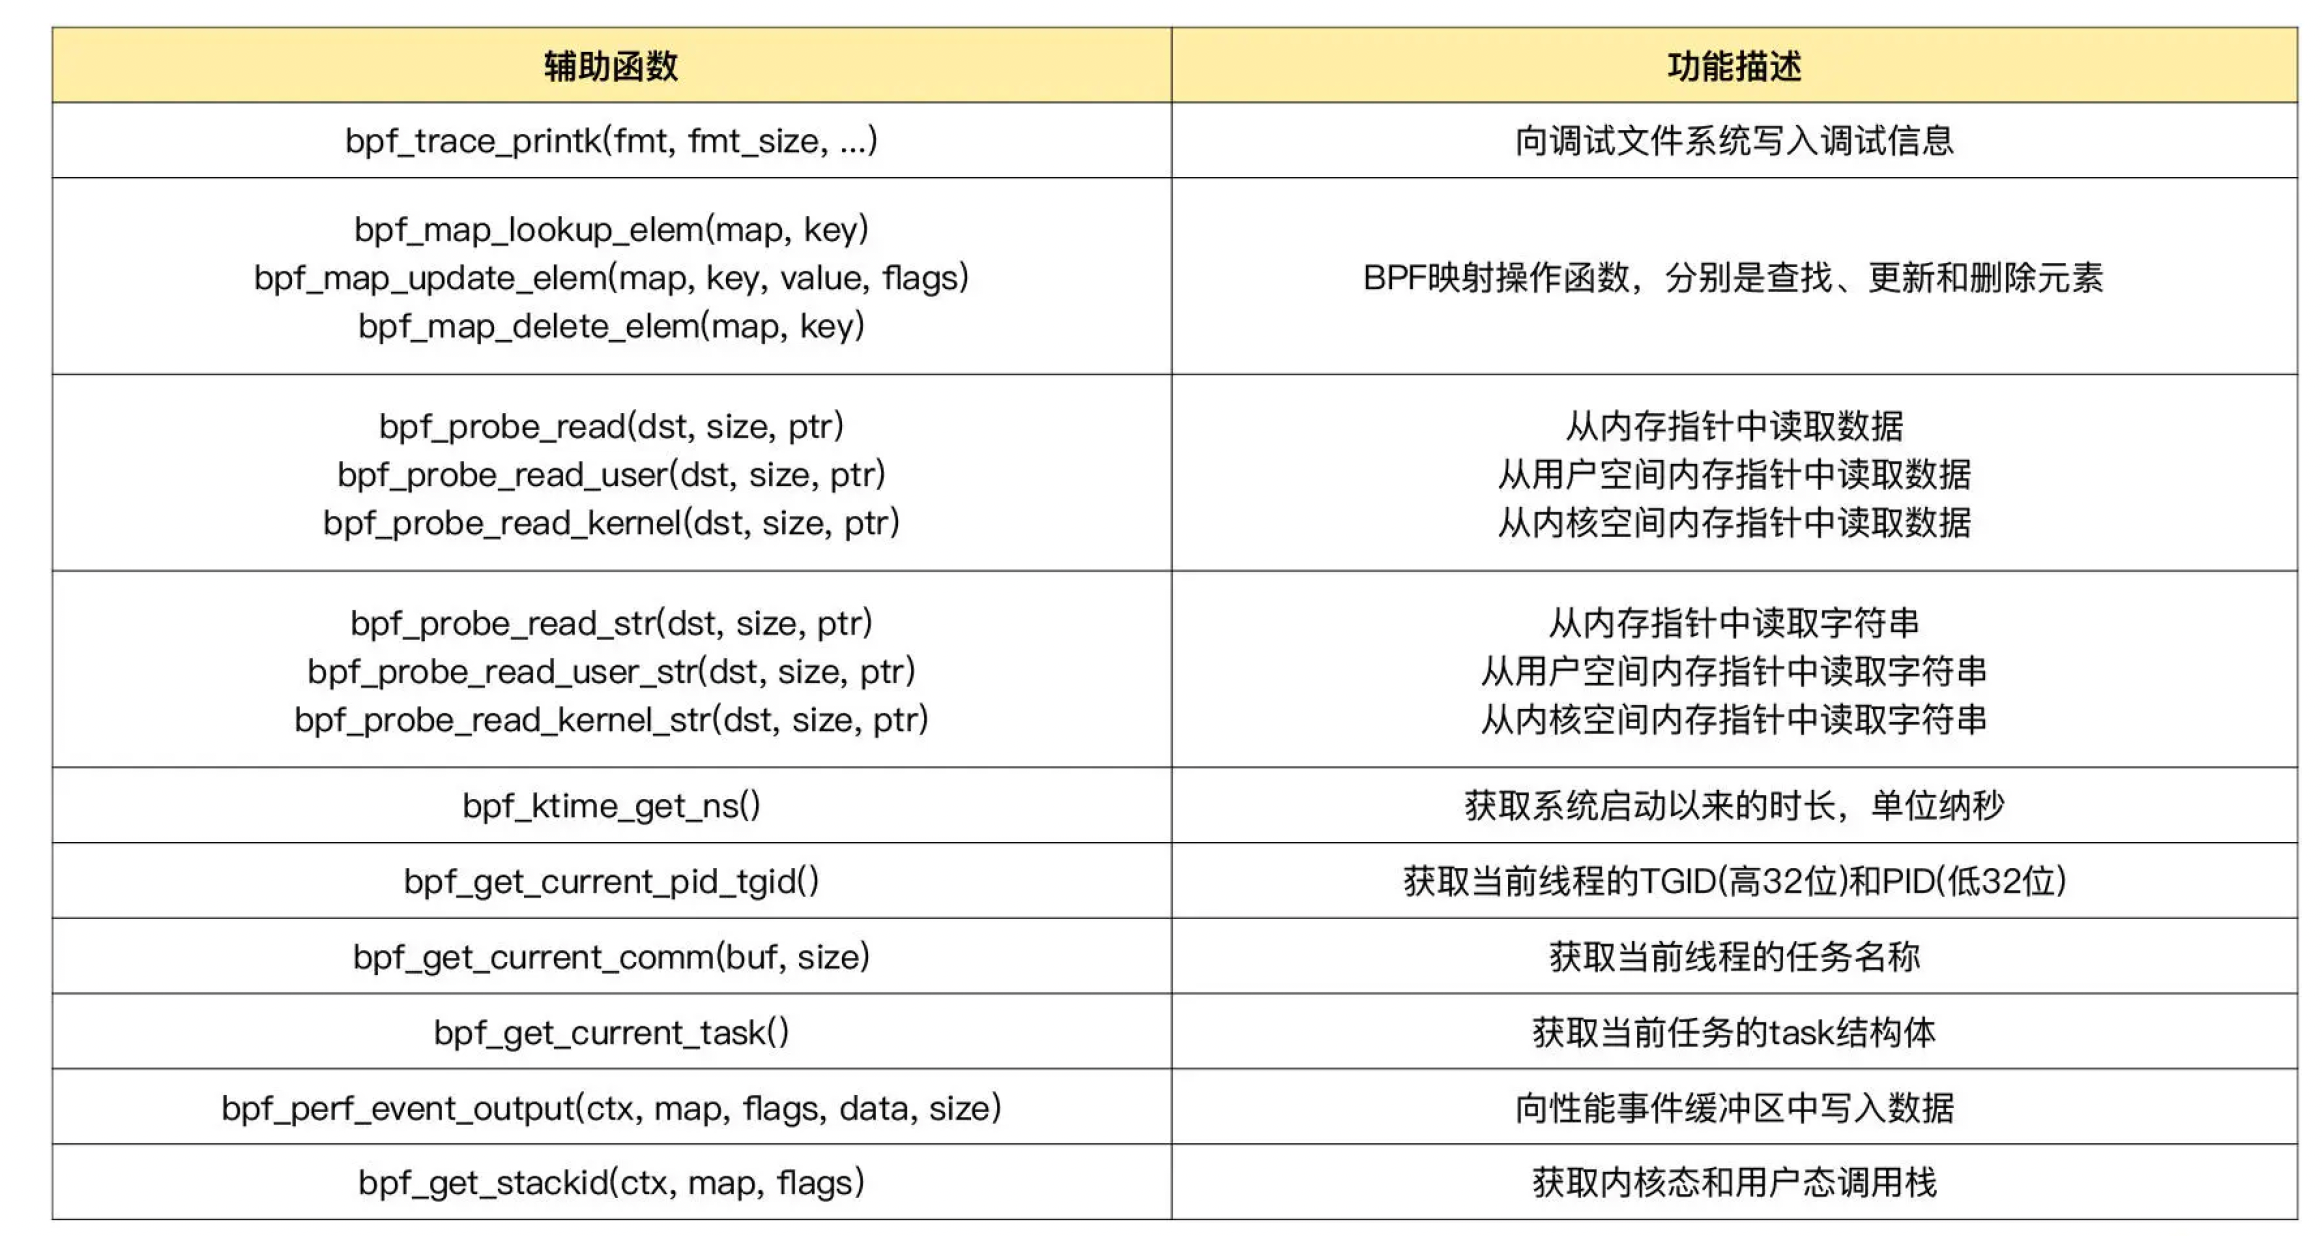 辅助函数
功能描述
bpf_trace_printk(fmt, fmt_size, ...)
向调试文件系统写入调试信息
bpf_map_lookup_elem(map, key)
bpf_map_update_elem(map, key, value, flags)
bpf_map_delete_elem(map, key)
BPF映射操作函数，分别是查找、更新和删除元素
bpf_probe_read(dst, size, ptr)
bpf_probe_read_user(dst, size, ptr)
bpf_probe_read_kernel(dst, size, ptr)
从内存指针中读取数据
从用户空间内存指针中读取数据
从内核空间内存指针中读取数据
bpf_probe_read_str(dst, size, ptr)
bpf_probe_read_user_str(dst, size, ptr)
bpf_probe_read_kernel_str(dst, size, ptr)
从内存指针中读取字符串
从用户空间内存指针中读取字符串
从内核空间内存指针中读取字符串
bpf_ktime_get_ns()
获取系统启动以来的时长，单位纳秒
bpf_get_current_pid_tgid()
获取当前线程的TGID(高32位)和PID(低32位)
bpf_get_current_comm(buf, size)
获取当前线程的任务名称
bpf_get_current_task()
获取当前任务的task结构体
bpf_perf_event_output(ctx, map, flags, data, size)
向性能事件缓冲区中写入数据
bpf_get_stackid(ctx, map, flags)
获取内核态和用户态调用栈